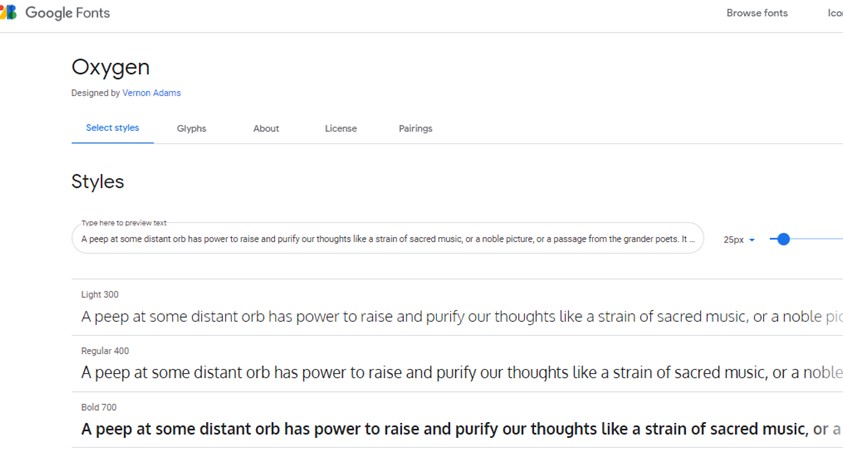 Google Fonts
Browse fonts
Oxygen
Designed by Vernon Adams
Select styles Glyphs About License Pairings
Styles
Type here to preview text
A peep at some distant orb has power to raise and purify our thoughts like a strain of sacred music, or a noble picture, or a passage from the grander poets. It ...
25px
Light 300
A peep at some distant orb has power to raise and purify our thoughts like a strain of sacred music, or a noble pic
Regular 400
A peep at some distant orb has power to raise and purify our thoughts like a strain of sacred music, or a noble
Bold 700
A peep at some distant orb has power to raise and purify our thoughts like a strain of sacred music, or a